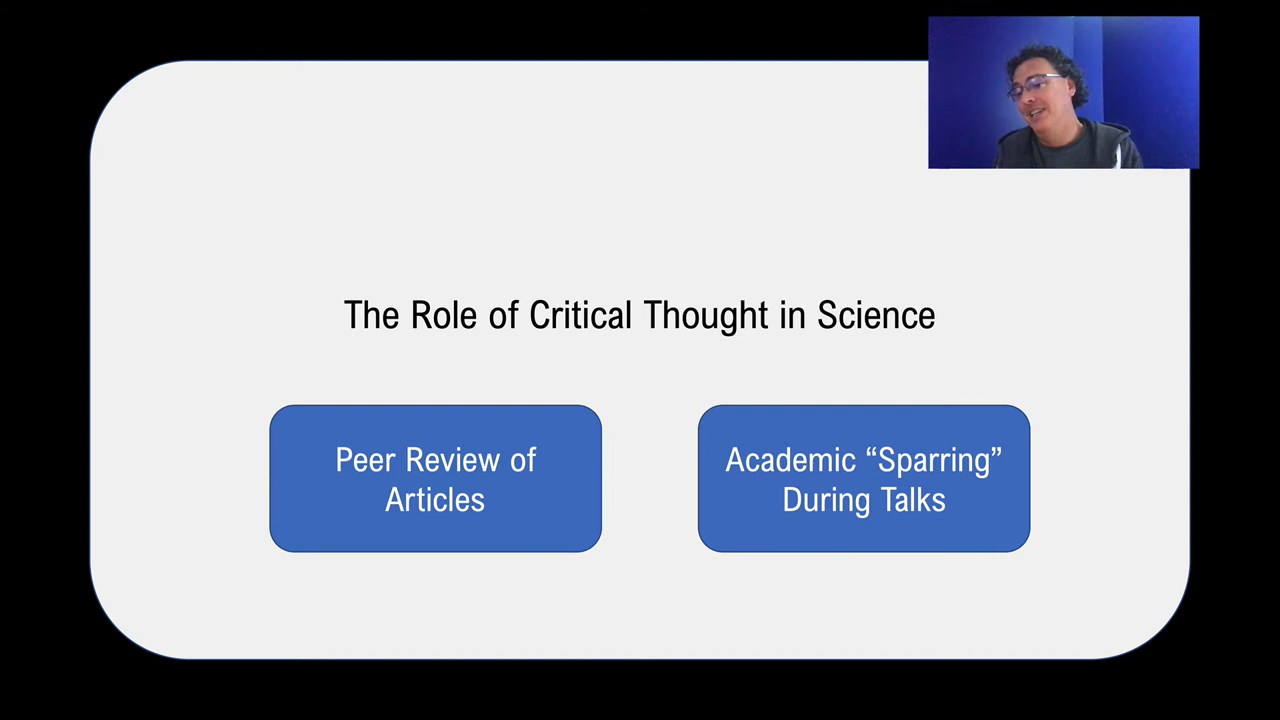 The Role of Critical Thought in Science
Peer Review of
Articles
Academic “Sparring”
During Talks